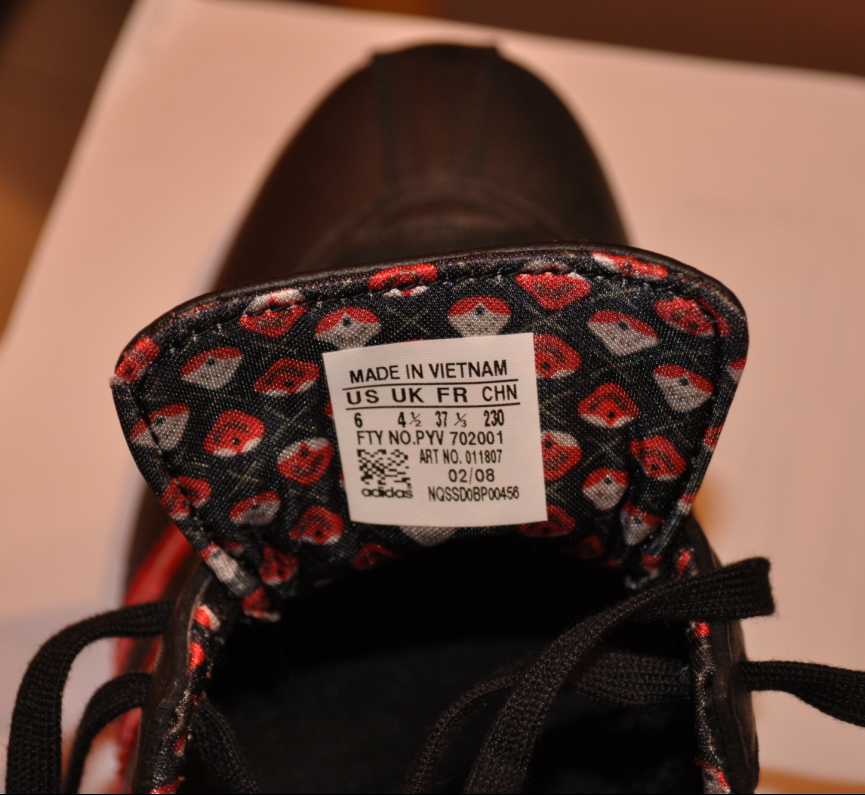 MADE IN VIETNAM
US UK FR CHN
6 4½ 37⅓ 230
FTY NO.PYV 702001
ART NO. 011807
02/08
adidas NQSSD0BP00456